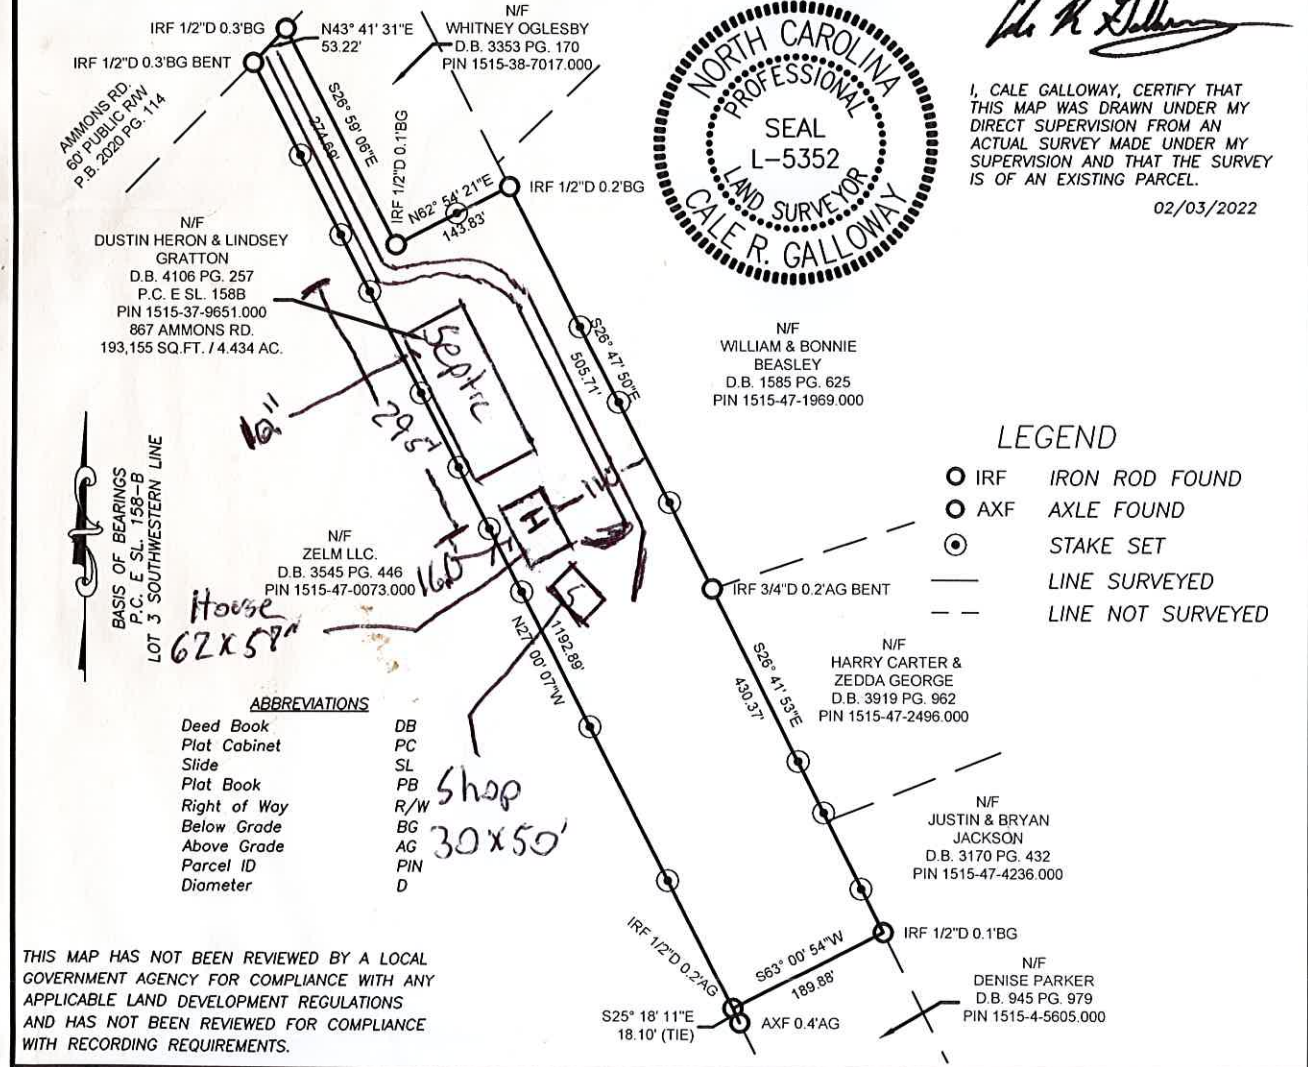 IRF 1/2"D 0.3'BG
N43° 41' 31"E
53.22'
IRF 1/2"D 0.3'BG BENT
AMMONS RD.
60' PUBLIC R/W
P.B. 2020 PG. 114
N/F
WHITNEY OGLESBY
D.B. 3353 PG. 170
PIN 1515-38-7017.000
S26° 59' 06"E
274.69'
IRF 1/2"D 0.1'BG
N62° 54' 21"E
143.83'
IRF 1/2"D 0.2'BG
NORTH CAROLINA
PROFESSIONAL
SEAL
L-5352
LAND SURVEYOR
CALE R. GALLOWAY
I, CALE GALLOWAY, CERTIFY THAT
THIS MAP WAS DRAWN UNDER MY
DIRECT SUPERVISION FROM AN
ACTUAL SURVEY MADE UNDER MY
SUPERVISION AND THAT THE SURVEY
IS OF AN EXISTING PARCEL.
02/03/2022
N/F
DUSTIN HERON & LINDSEY
GRATTON
D.B. 4106 PG. 257
P.C. E SL. 158B
PIN 1515-37-9651.000
867 AMMONS RD.
193,155 SQ.FT. / 4.434 AC.
Septic
295'
S26° 47' 50"E
505.71'
N/F
WILLIAM & BONNIE
BEASLEY
D.B. 1585 PG. 625
PIN 1515-47-1969.000
LEGEND
IRF IRON ROD FOUND
AXF AXLE FOUND
STAKE SET
LINE SURVEYED
LINE NOT SURVEYED
BASIS OF BEARINGS
P.C. E SL. 158-B
LOT 3 SOUTHWESTERN LINE
N/F
ZELM LLC.
D.B. 3545 PG. 446
PIN 1515-47-0073.000
H
S
House
62X58"
IRF 3/4"D 0.2'AG BENT
N27° 00' 07"W
1192.89'
S26° 41' 53"E
430.37'
N/F
HARRY CARTER &
ZEDDA GEORGE
D.B. 3919 PG. 962
PIN 1515-47-2496.000
ABBREVIATIONS
Deed Book DB
Plat Cabinet PC
Slide SL
Plat Book PB
Right of Way R/W
Below Grade BG
Above Grade AG
Parcel ID PIN
Diameter D
Shop
30X50'
N/F
JUSTIN & BRYAN
JACKSON
D.B. 3170 PG. 432
PIN 1515-47-4236.000
IRF 1/2"D 0.2'AG
S63° 00' 54"W
189.88'
IRF 1/2"D 0.1'BG
S25° 18' 11"E
18.10' (TIE)
AXF 0.4'AG
N/F
DENISE PARKER
D.B. 945 PG. 979
PIN 1515-4-5605.000
THIS MAP HAS NOT BEEN REVIEWED BY A LOCAL
GOVERNMENT AGENCY FOR COMPLIANCE WITH ANY
APPLICABLE LAND DEVELOPMENT REGULATIONS
AND HAS NOT BEEN REVIEWED FOR COMPLIANCE
WITH RECORDING REQUIREMENTS.